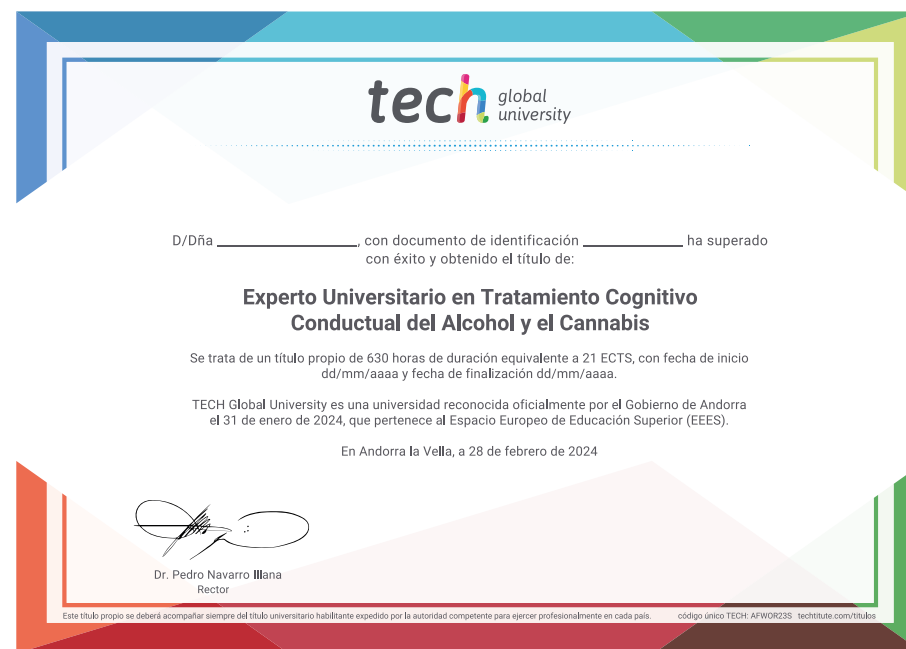 tech global university
D/Dña ____________________, con documento de identificación ______________ ha superado
con éxito y obtenido el título de:
Experto Universitario en Tratamiento Cognitivo
Conductual del Alcohol y el Cannabis
Se trata de un título propio de 630 horas de duración equivalente a 21 ECTS, con fecha de inicio
dd/mm/aaaa y fecha de finalización dd/mm/aaaa.
TECH Global University es una universidad reconocida oficialmente por el Gobierno de Andorra
el 31 de enero de 2024, que pertenece al Espacio Europeo de Educación Superior (EEES).
En Andorra la Vella, a 28 de febrero de 2024
Dr. Pedro Navarro Illana
Rector
Este título propio se deberá acompañar siempre del título universitario habilitante expedido por la autoridad competente para ejercer profesionalmente en cada país. código único TECH: AFWOR23S techtitute.com/titulos